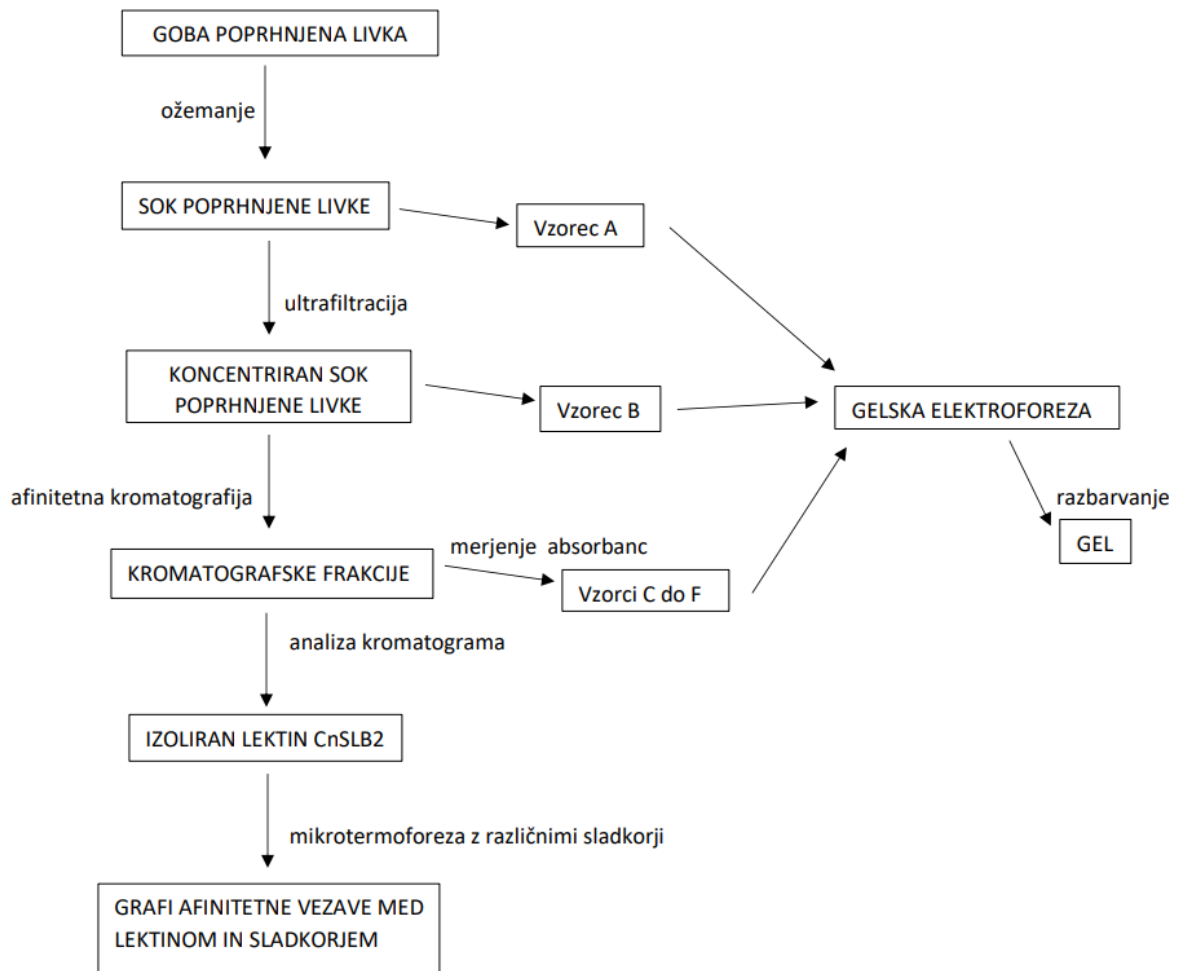 GOBA POPRHNJENA LIVKA
ožemanje
SOK POPRHNJENE LIVKE
Vzorec A
ultrafiltracija
KONCENTRIRAN SOK
POPRHNJENE LIVKE
Vzorec B
GELSKA ELEKTROFOREZA
afinitetna kromatografija
razbarvanje
GEL
merjenje absorbanc
KROMATOGRAFSKE FRAKCIJE
Vzorci C do F
analiza kromatograma
IZOLIRAN LEKTIN CnSLB2
mikrotermoforeza z različnimi sladkorji
GRAFI AFINITETNE VEZAVE MED
LEKTINOM IN SLADKORJEM